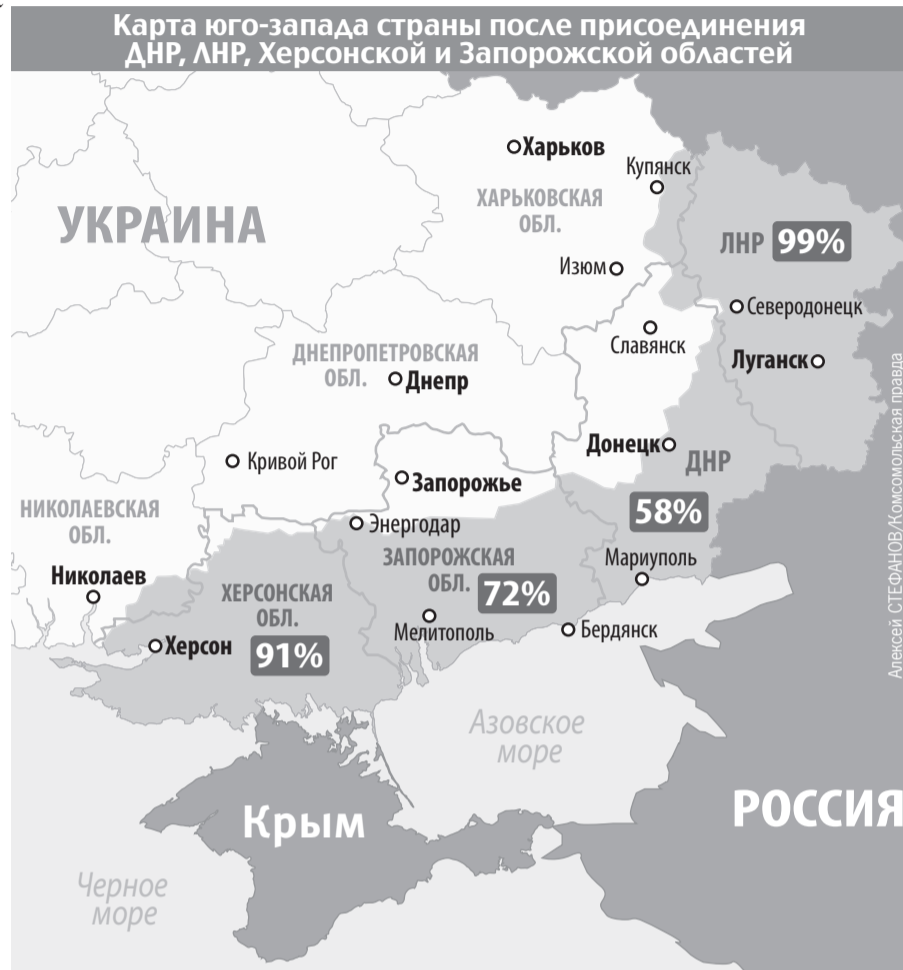 Карта юго-запада страны после присоединения
ДНР, ЛНР, Херсонской и Запорожской областей
Харьков
Купянск
ХАРЬКОВСКАЯ
ОБЛ.
УКРАИНА
ЛНР 99%
Изюм
Северодонецк
Славянск
ДНЕПРОПЕТРОВСКАЯ
ОБЛ.
Днепр
Луганск
Донецк
ДНР
58%
Кривой Рог
Запорожье
НИКОЛАЕВСКАЯ
ОБЛ.
Энергодар
ЗАПОРОЖСКАЯ
ОБЛ. 72%
Мариуполь
Николаев
ХЕРСОНСКАЯ
ОБЛ.
Мелитополь
Бердянск
Херсон
91%
Азовское
море
Крым
РОССИЯ
Черное
море
Алексей СТЕФАНОВ/Комсомольская правда